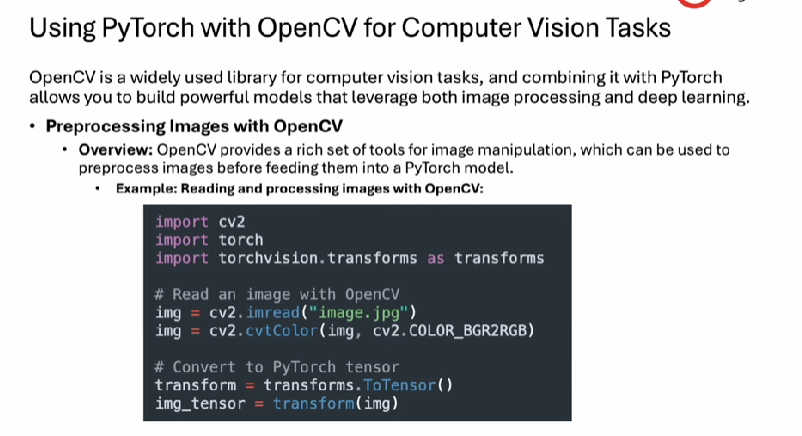 Using PyTorch with OpenCV for Computer Vision Tasks
OpenCV is a widely used library for computer vision tasks, and combining it with PyTorch
allows you to build powerful models that leverage both image processing and deep learning.
• Preprocessing Images with OpenCV
• Overview: OpenCV provides a rich set of tools for image manipulation, which can be used to
preprocess images before feeding them into a PyTorch model.
• Example: Reading and processing images with OpenCV:
import cv2
import torch
import torchvision.transforms as transforms
# Read an image with OpenCV
img = cv2.imread("image.jpg")
img = cv2.cvtColor(img, cv2.COLOR_BGR2RGB)
# Convert to PyTorch tensor
transform = transforms.ToTensor()
img_tensor = transform(img)